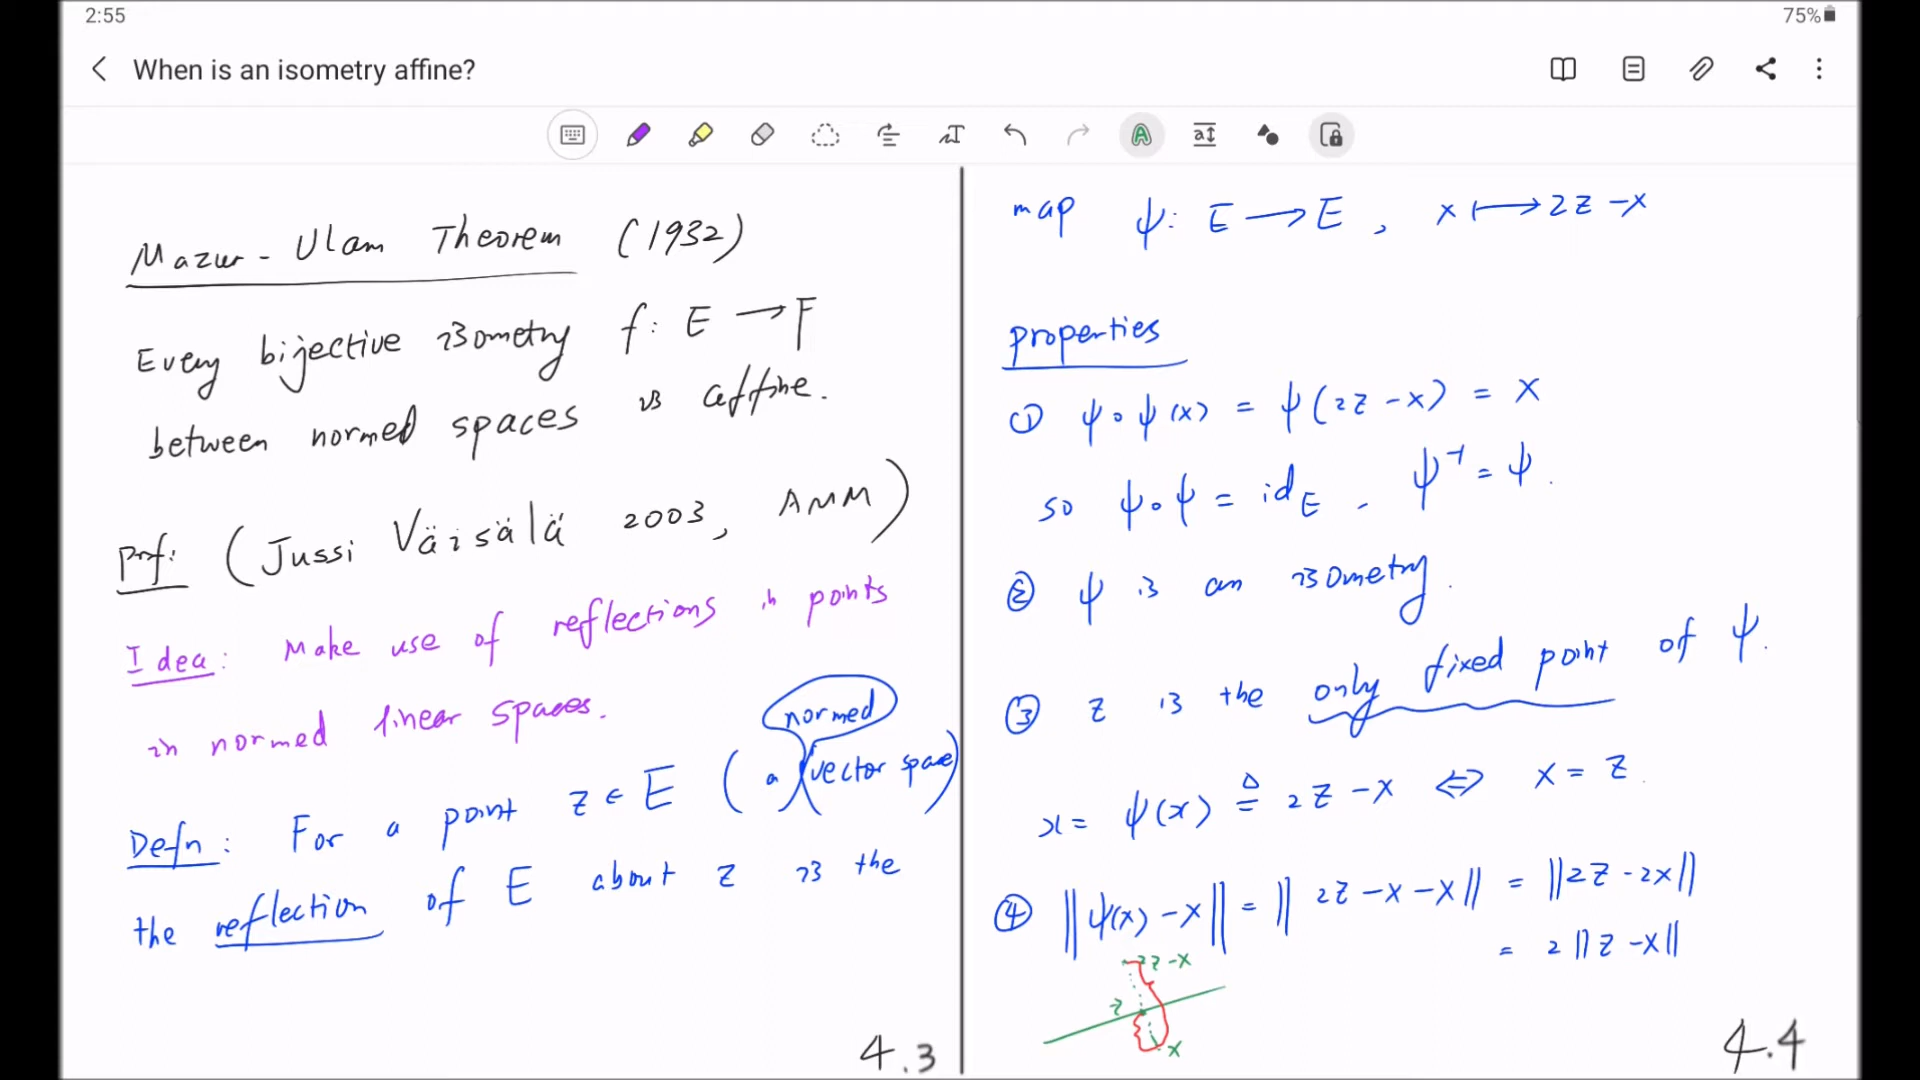 2:55
75%
When is an isometry affine?
Mazur-Ulam Theorem (1932)
Every bijective isometry f: E → F
between normed spaces is affine.
Prf: (Jussi Väisälä 2003, AMM)
Idea: Make use of reflections in points
in normed linear spaces.
normed
Defn: For a point z ∈ E (a vector space)
the reflection of E about z is the
4.3
map ψ: E → E, x ↦ 2z - x
properties
① ψ∘ψ(x) = ψ(2z - x) = x
so ψ∘ψ = id_E. ψ⁻¹ = ψ.
② ψ is an isometry.
③ z is the only fixed point of ψ.
x = ψ(x) ≜ 2z - x ⇔ x = z.
④ ||ψ(x) - x|| = ||2z - x - x|| = ||2z - 2x||
= 2||z - x||
2z - x
z
x
4.4